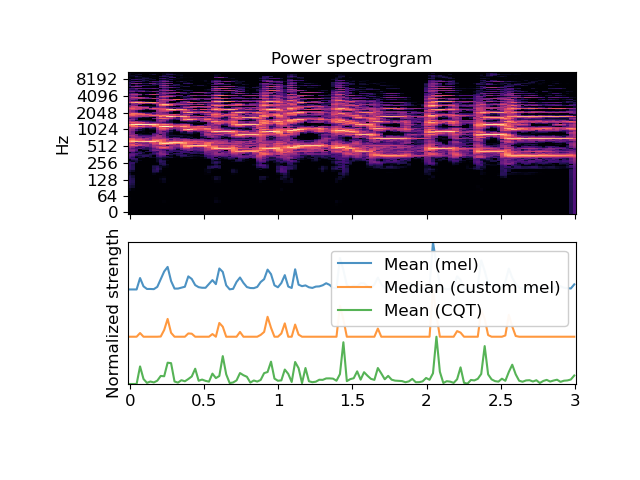 Power spectrogram
8192
4096
2048
1024
512
256
128
64
0
Hz
Normalized strength
Mean (mel)
Median (custom mel)
Mean (CQT)
0 0.5 1 1.5 2 2.5 3